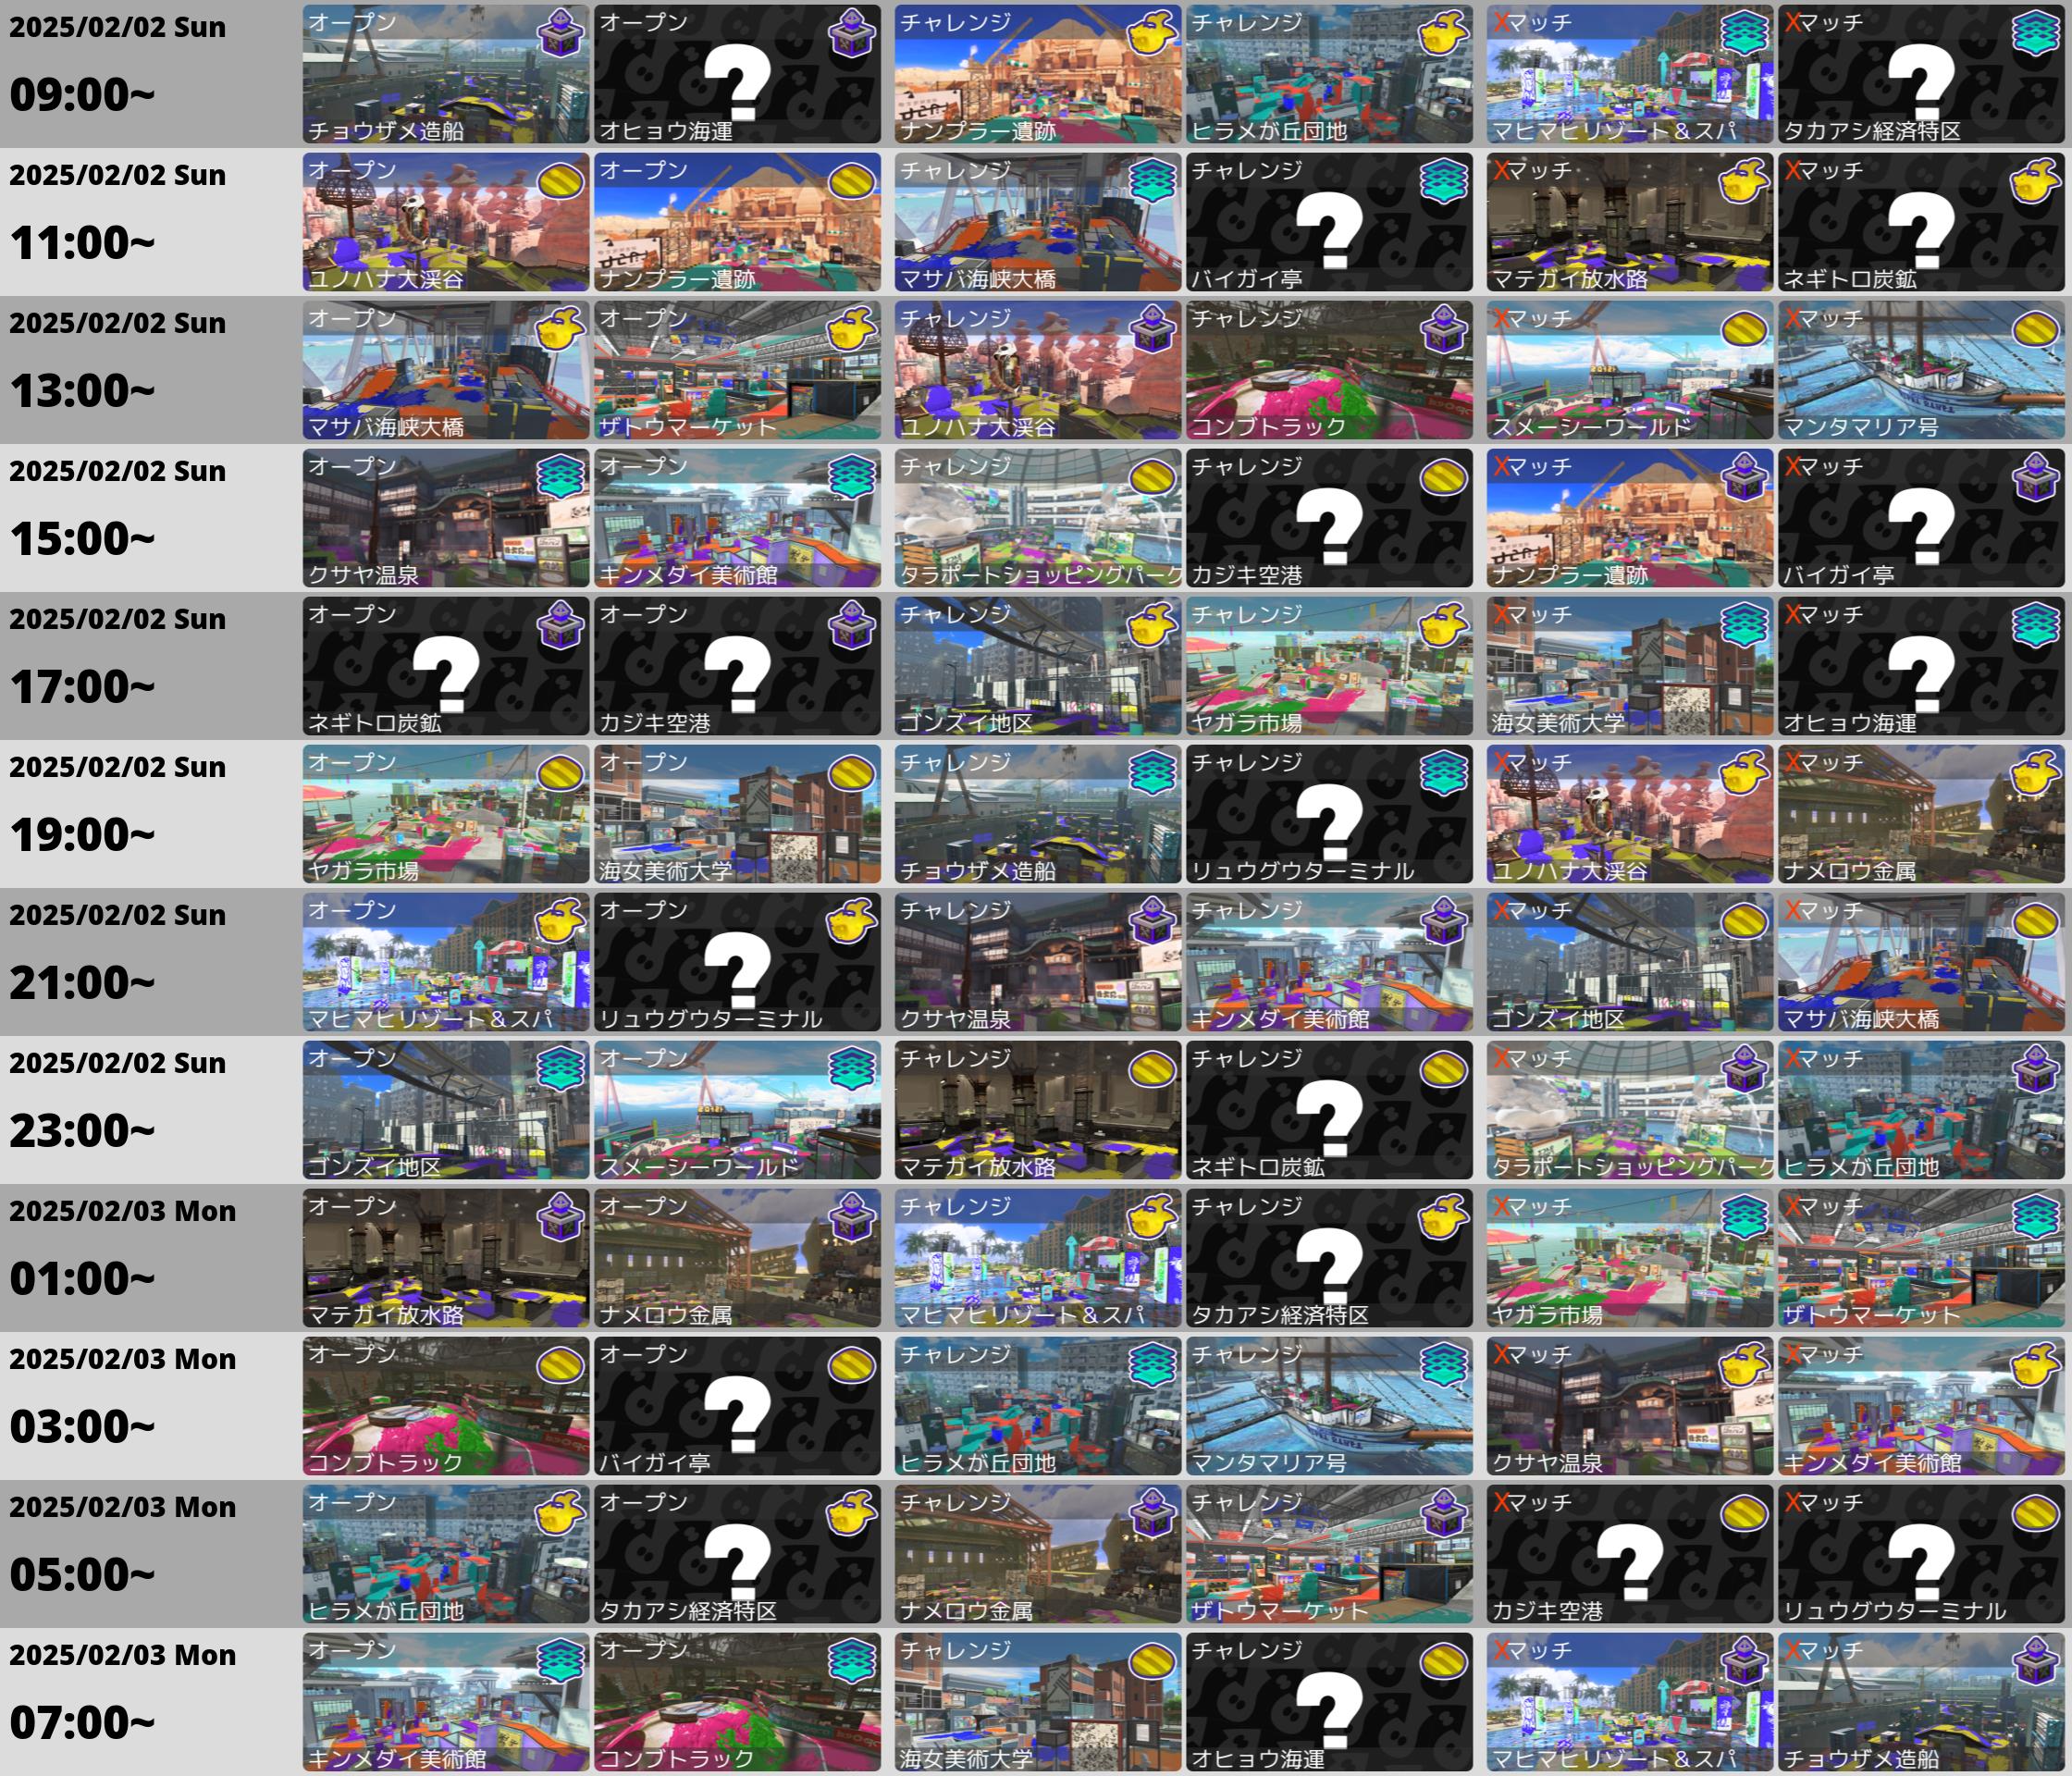 2025/02/02 Sun
09:00~
オープン
チョウザメ造船
オープン
オヒョウ海運
チャレンジ
ナンプラー遺跡
チャレンジ
ヒラメが丘団地
Xマッチ
マヒマヒリゾート＆スパ
Xマッチ
タカアシ経済特区
2025/02/02 Sun
11:00~
オープン
ユノハナ大渓谷
オープン
ナンプラー遺跡
チャレンジ
マサバ海峡大橋
チャレンジ
バイガイ亭
Xマッチ
マテガイ放水路
Xマッチ
ネギトロ炭鉱
2025/02/02 Sun
13:00~
オープン
マサバ海峡大橋
オープン
ザトウマーケット
チャレンジ
ユノハナ大渓谷
チャレンジ
コンブトラック
Xマッチ
スメーシーワールド
Xマッチ
マンタマリア号
2025/02/02 Sun
15:00~
オープン
クサヤ温泉
オープン
キンメダイ美術館
チャレンジ
タラポートショッピングパーク
チャレンジ
カジキ空港
Xマッチ
ナンプラー遺跡
Xマッチ
バイガイ亭
2025/02/02 Sun
17:00~
オープン
ネギトロ炭鉱
オープン
カジキ空港
チャレンジ
ゴンズイ地区
チャレンジ
ヤガラ市場
Xマッチ
海女美術大学
Xマッチ
オヒョウ海運
2025/02/02 Sun
19:00~
オープン
ヤガラ市場
オープン
海女美術大学
チャレンジ
チョウザメ造船
チャレンジ
リュウグウターミナル
Xマッチ
ユノハナ大渓谷
Xマッチ
ナメロウ金属
2025/02/02 Sun
21:00~
オープン
マヒマヒリゾート＆スパ
オープン
リュウグウターミナル
チャレンジ
クサヤ温泉
チャレンジ
キンメダイ美術館
Xマッチ
ゴンズイ地区
Xマッチ
マサバ海峡大橋
2025/02/02 Sun
23:00~
オープン
ゴンズイ地区
オープン
スメーシーワールド
チャレンジ
マテガイ放水路
チャレンジ
ネギトロ炭鉱
Xマッチ
タラポートショッピングパーク
Xマッチ
ヒラメが丘団地
2025/02/03 Mon
01:00~
オープン
マテガイ放水路
オープン
ナメロウ金属
チャレンジ
マヒマヒリゾート＆スパ
チャレンジ
タカアシ経済特区
Xマッチ
ヤガラ市場
Xマッチ
ザトウマーケット
2025/02/03 Mon
03:00~
オープン
コンブトラック
オープン
バイガイ亭
チャレンジ
ヒラメが丘団地
チャレンジ
マンタマリア号
Xマッチ
クサヤ温泉
Xマッチ
キンメダイ美術館
2025/02/03 Mon
05:00~
オープン
ヒラメが丘団地
オープン
タカアシ経済特区
チャレンジ
ナメロウ金属
チャレンジ
ザトウマーケット
Xマッチ
カジキ空港
Xマッチ
リュウグウターミナル
2025/02/03 Mon
07:00~
オープン
キンメダイ美術館
オープン
コンブトラック
チャレンジ
海女美術大学
チャレンジ
オヒョウ海運
Xマッチ
マヒマヒリゾート＆スパ
Xマッチ
チョウザメ造船